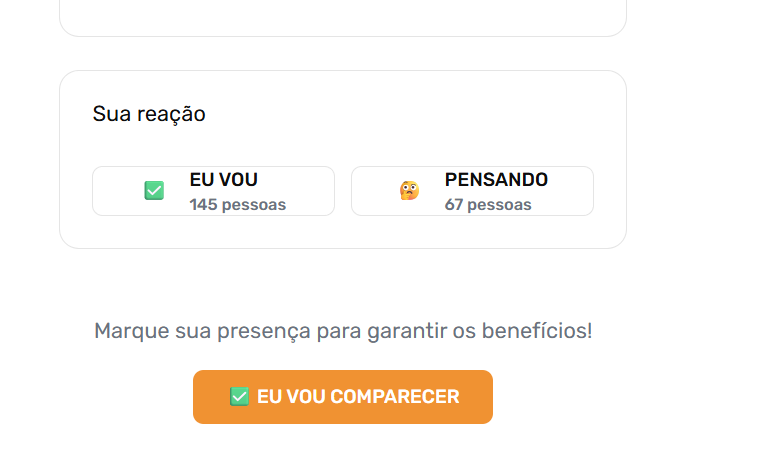 Sua reação
EU VOU
145 pessoas
PENSANDO
67 pessoas
Marque sua presença para garantir os benefícios!
EU VOU COMPARECER